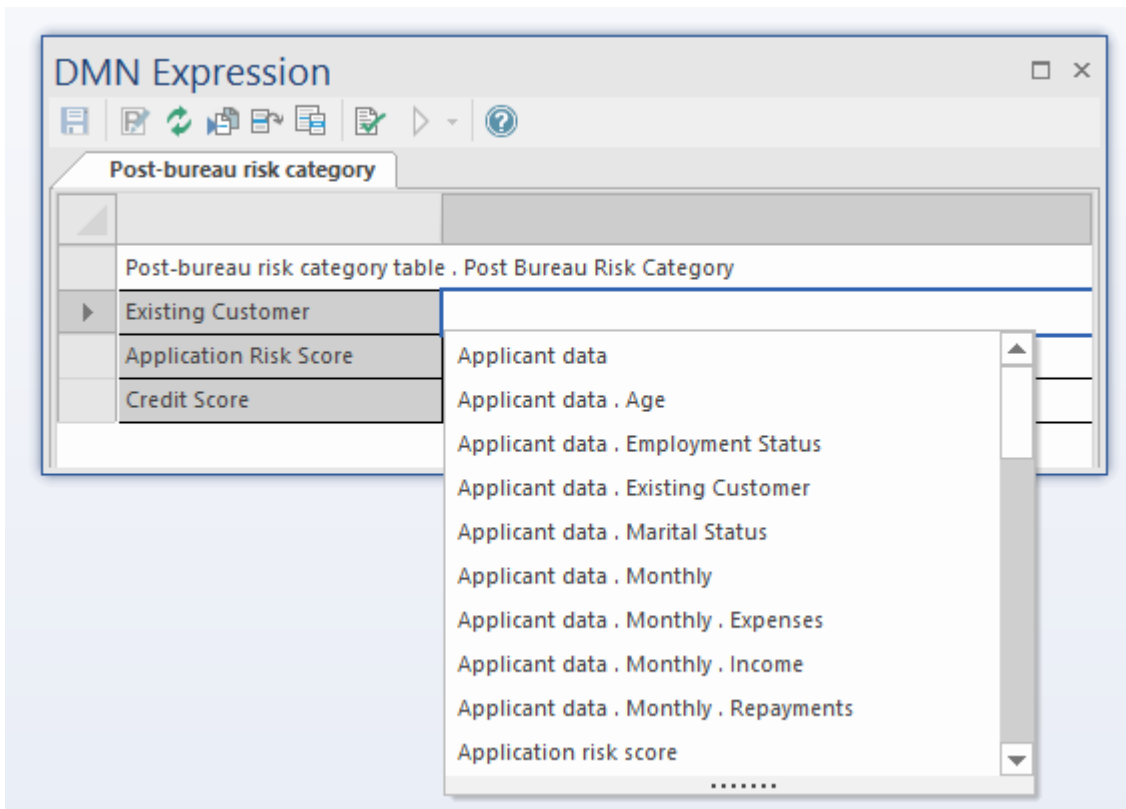 DMN Expression
Post-bureau risk category
Post-bureau risk category table . Post Bureau Risk Category
Existing Customer
Application Risk Score
Credit Score
Applicant data
Applicant data . Age
Applicant data . Employment Status
Applicant data . Existing Customer
Applicant data . Marital Status
Applicant data . Monthly
Applicant data . Monthly . Expenses
Applicant data . Monthly . Income
Applicant data . Monthly . Repayments
Application risk score